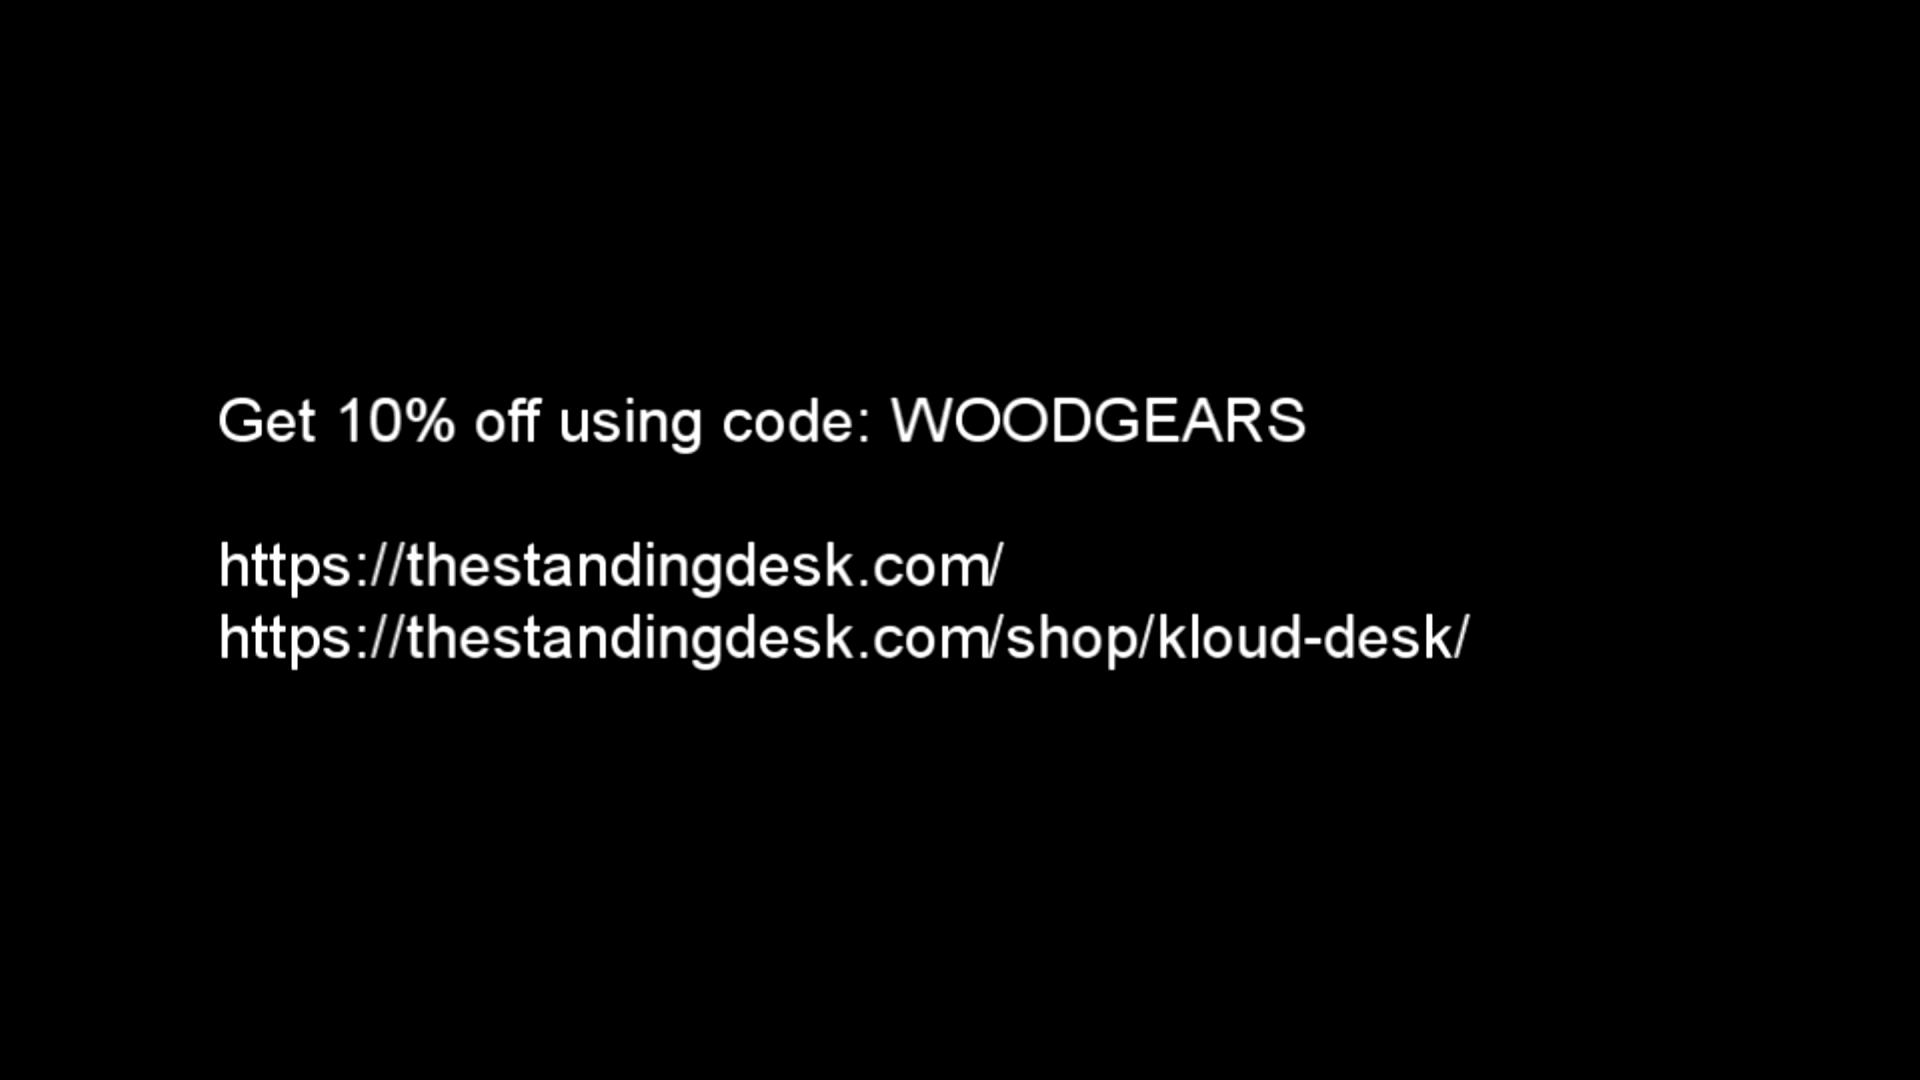 Get 10% off using code: WOODGEARS
https://thestandingdesk.com/
https://thestandingdesk.com/shop/kloud-desk/